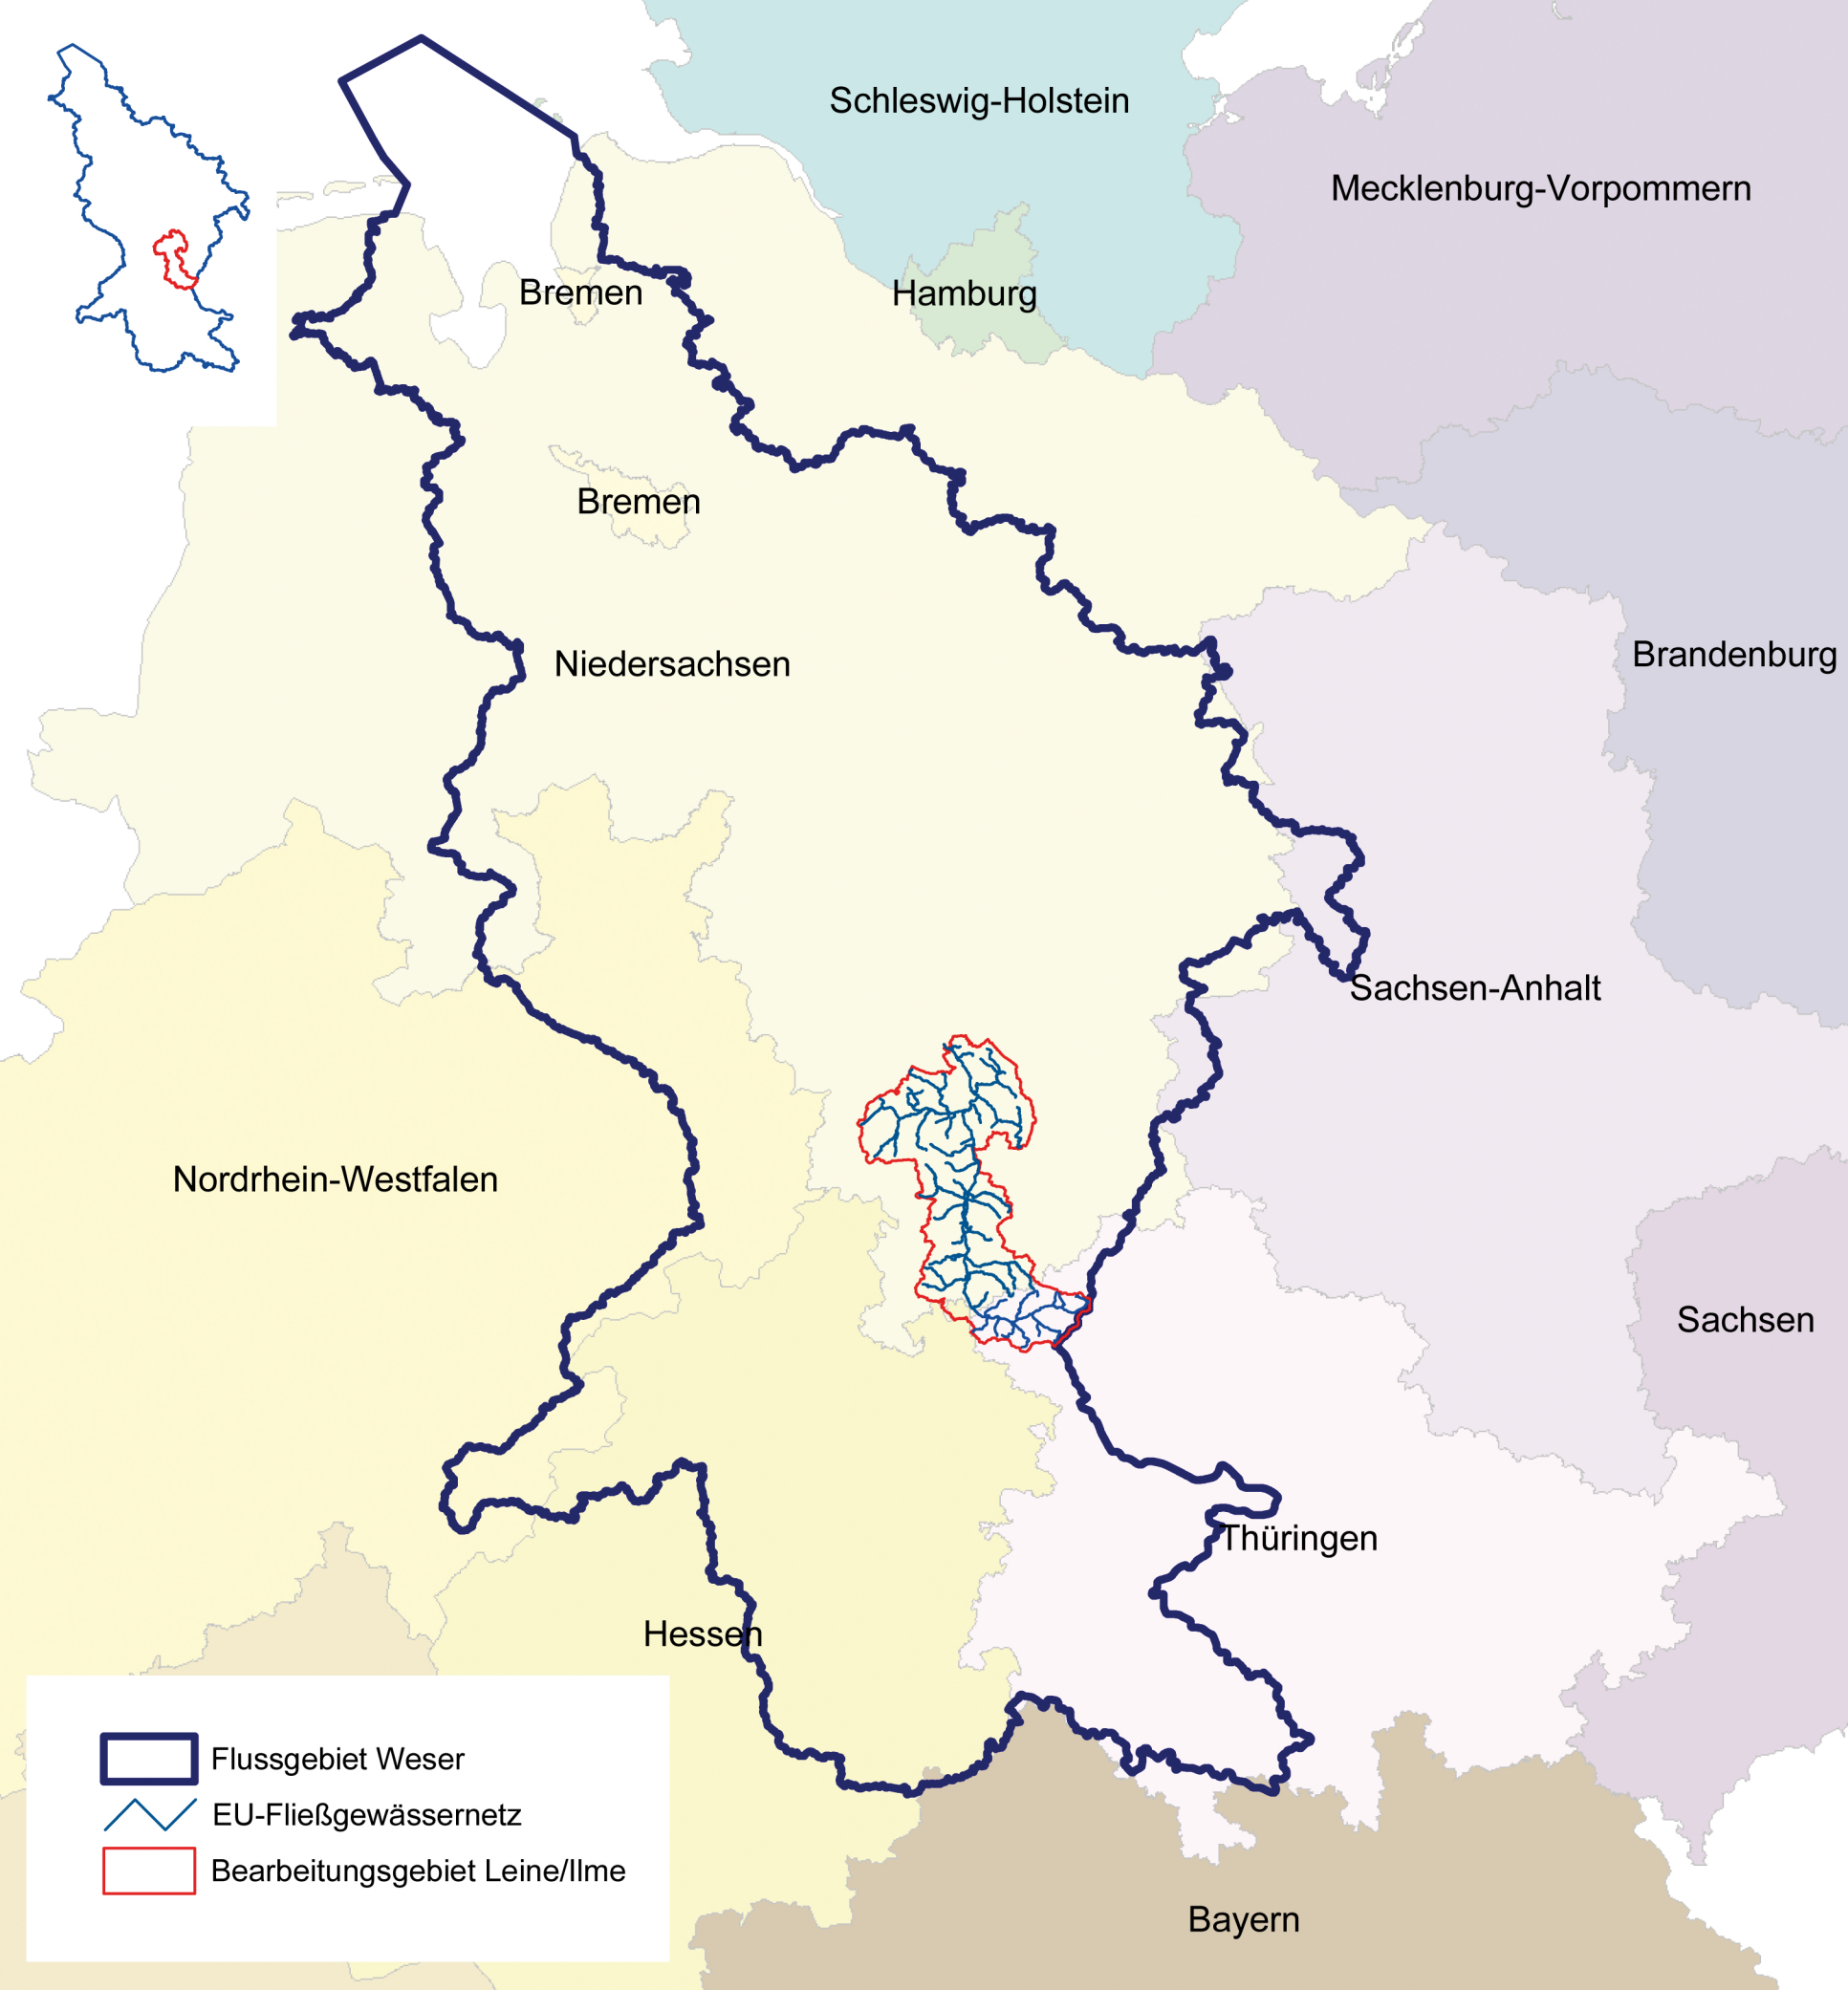 Schleswig-Holstein
Mecklenburg-Vorpommern
Bremen
Hamburg
Bremen
Niedersachsen
Brandenburg
Sachsen-Anhalt
Nordrhein-Westfalen
Sachsen
Thüringen
Hessen
Flussgebiet Weser
EU-Fließgewässernetz
Bearbeitungsgebiet Leine/Ilme
Bayern